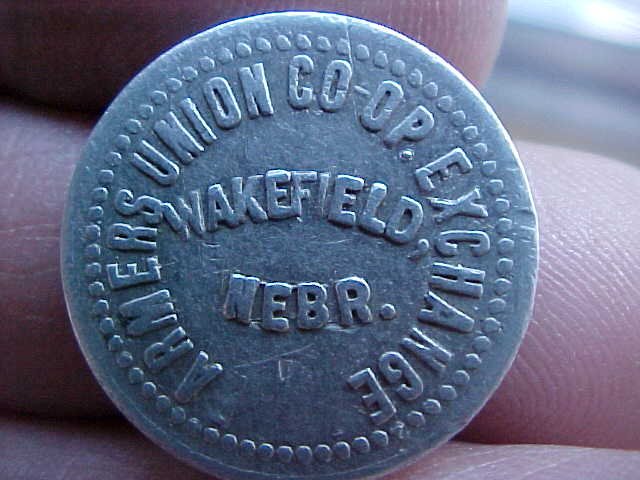 ARMERS UNION CO-OP. EXCHANGE
WAKEFIELD,
NEBR.